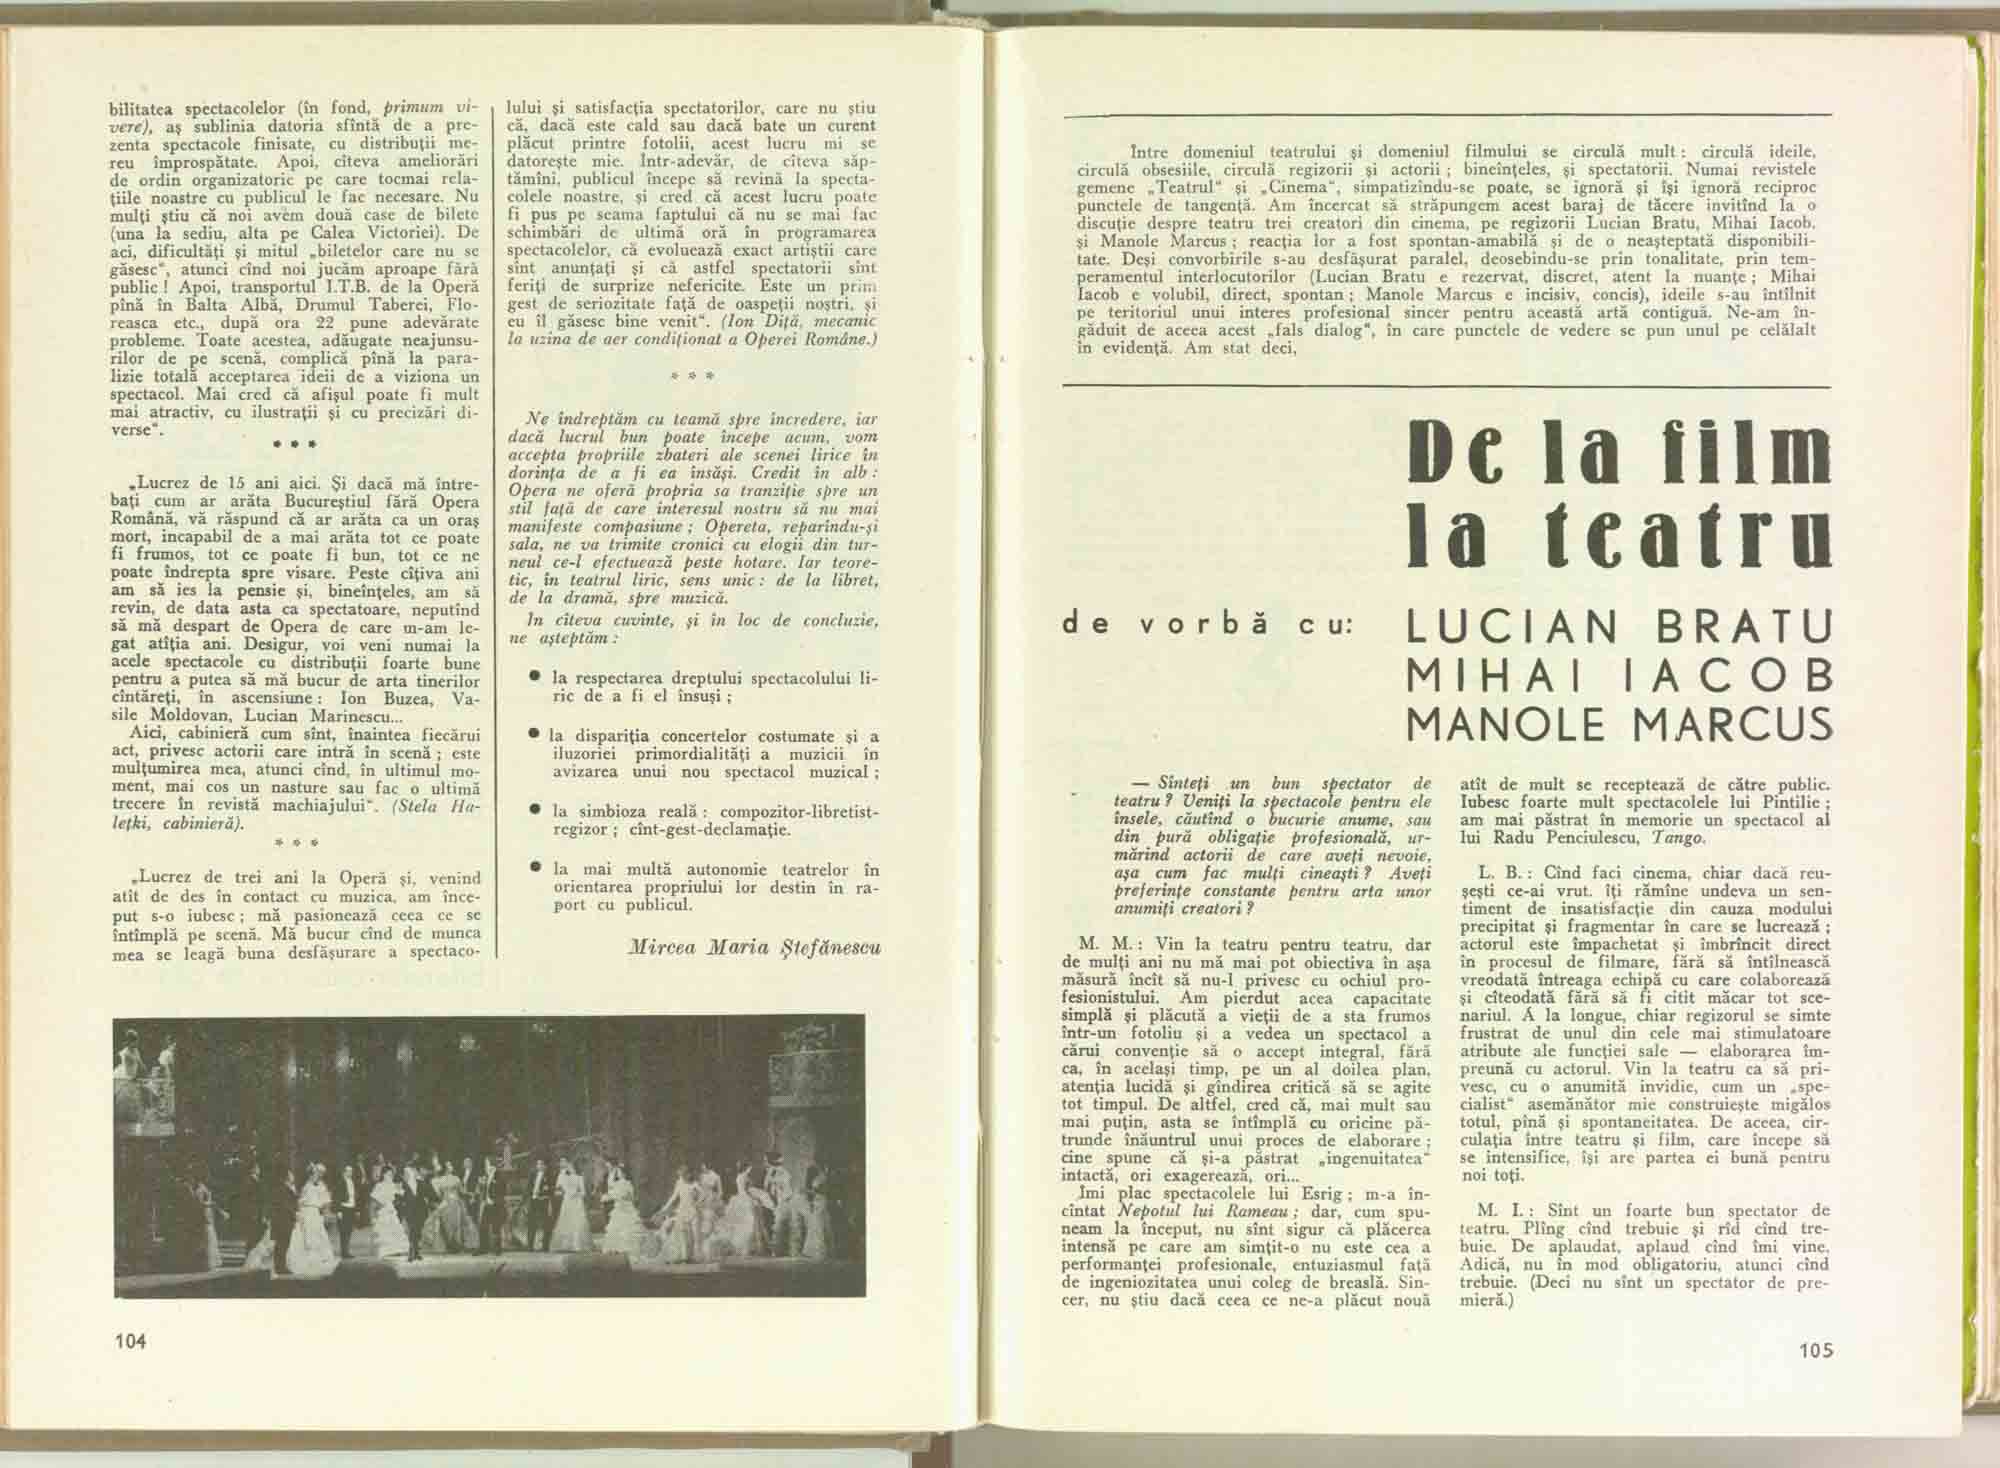 bilitatea spectacolelor (în fond, primum vi-
vere), aş sublinia datoria sfîntă de a pre-
zenta spectacole finisate, cu distribuţii me-
reu împrospătate. Apoi, cîteva ameliorări
de ordin organizatoric pe care tocmai rela-
ţiile noastre cu publicul le fac necesare. Nu
mulţi ştiu că noi avem două case de bilete
(una la sediu, alta pe Calea Victoriei). De
aci, dificultăţi şi mitul „biletelor care nu se
găsesc“, atunci cînd noi jucăm aproape fără
public ! Apoi, transportul I.T.B. de la Operă
pînă în Balta Albă, Drumul Taberei, Flo-
reasca etc., după ora 22 pune adevărate
probleme. Toate acestea, adăugate neajunsu-
rilor de pe scenă, complică pînă la para-
lizie totală acceptarea ideii de a viziona un
spectacol. Mai cred că afişul poate fi mult
mai atractiv, cu ilustraţii şi cu precizări di-
verse“.
* * *
„Lucrez de 15 ani aici. Şi dacă mă între-
baţi cum ar arăta Bucureştiul fără Opera
Română, vă răspund că ar arăta ca un oraş
mort, incapabil de a mai arăta tot ce poate
fi frumos, tot ce poate fi bun, tot ce ne
poate îndrepta spre visare. Peste cîţiva ani
am să ies la pensie şi, bineînţeles, am să
revin, de data asta ca spectatoare, neputînd
să mă despart de Opera de care m-am le-
gat atîţia ani. Desigur, voi veni numai la
acele spectacole cu distribuţii foarte bune
pentru a putea să mă bucur de arta tinerilor
cîntăreţi, în ascensiune : Ion Buzea, Va-
sile Moldovan, Lucian Marinescu...
Aici, cabinieră cum sînt, înaintea fiecărui
act, privesc actorii care intră în scenă ; este
mulţumirea mea, atunci cînd, în ultimul mo-
ment, mai cos un nasture sau fac o ultimă
trecere în revistă machiajului“. (Stela Ha-
leţki, cabinieră).
* * *
„Lucrez de trei ani la Operă şi, venind
atît de des în contact cu muzica, am înce-
put s-o iubesc ; mă pasionează ceea ce se
întîmplă pe scenă. Mă bucur cînd de munca
mea se leagă buna desfăşurare a spectaco-
lului şi satisfacţia spectatorilor, care nu ştiu
că, dacă este cald sau dacă bate un curent
plăcut printre fotolii, acest lucru mi se
datoreşte mie. Intr-adevăr, de cîteva săp-
tămîni, publicul începe să revină la specta-
colele noastre, şi cred că acest lucru poate
fi pus pe seama faptului că nu se mai fac
schimbări de ultimă oră în programarea
spectacolelor, că evoluează exact artiştii care
sînt anunţaţi şi că astfel spectatorii sînt
feriţi de surprize nefericite. Este un prim
gest de seriozitate faţă de oaspeţii noştri, şi
eu îl găsesc bine venit“. (Ion Diţă, mecanic
la uzina de aer condiţionat a Operei Române.)
* * *
Ne îndreptăm cu teamă spre încredere, iar
dacă lucrul bun poate începe acum, vom
accepta propriile zbateri ale scenei lirice în
dorinţa de a fi ea însăşi. Credit în alb :
Opera ne oferă propria sa tranziţie spre un
stil faţă de care interesul nostru să nu mai
manifeste compasiune ; Opereta, reparîndu-şi
sala, ne va trimite cronici cu elogii din tur-
neul ce-l efectuează peste hotare. Iar teore-
tic, în teatrul liric, sens unic : de la libret,
de la dramă, spre muzică.
In cîteva cuvinte, şi în loc de concluzie,
ne aşteptăm :
● la respectarea dreptului spectacolului li-
ric de a fi el însuşi ;
● la dispariţia concertelor costumate şi a
iluzoriei primordialităţi a muzicii în
avizarea unui nou spectacol muzical ;
● la simbioza reală : compozitor-libretist-
regizor ; cînt-gest-declamaţie.
● la mai multă autonomie teatrelor în
orientarea propriului lor destin în ra-
port cu publicul.
Mircea Maria Ştefănescu
104
Între domeniul teatrului şi domeniul filmului se circulă mult : circulă ideile,
circulă obsesiile, circulă regizorii şi actorii ; bineînţeles, şi spectatorii. Numai revistele
gemene „Teatrul“ şi „Cinema“, simpatizîndu-se poate, se ignoră şi îşi ignoră reciproc
punctele de tangenţă. Am încercat să străpungem acest baraj de tăcere invitînd la o
discuţie despre teatru trei creatori din cinema, pe regizorii Lucian Bratu, Mihai Iacob,
şi Manole Marcus ; reacţia lor a fost spontan-amabilă şi de o neaşteptată disponibili-
tate. Deşi convorbirile s-au desfăşurat paralel, deosebindu-se prin tonalitate, prin tem-
peramentul interlocutorilor (Lucian Bratu e rezervat, discret, atent la nuanţe ; Mihai
Iacob e volubil, direct, spontan ; Manole Marcus e incisiv, concis), ideile s-au întîlnit
pe teritoriul unui interes profesional sincer pentru această artă contiguă. Ne-am în-
găduit de aceea acest „fals dialog“, în care punctele de vedere se pun unul pe celălalt
în evidenţă. Am stat deci,
De la film
la teatru
de vorbă cu:
LUCIAN BRATU
MIHAI IACOB
MANOLE MARCUS
— Sînteţi un bun spectator de
teatru ? Veniţi la spectacole pentru ele
însele, căutînd o bucurie anume, sau
din pură obligaţie profesională, ur-
mărind actorii de care aveţi nevoie,
aşa cum fac mulţi cineaşti ? Aveţi
preferinţe constante pentru arta unor
anumiţi creatori ?
M. M. : Vin la teatru pentru teatru, dar
de mulţi ani nu mă mai pot obiectiva în aşa
măsură încît să nu-l privesc cu ochiul pro-
fesionistului. Am pierdut acea capacitate
simplă şi plăcută a vieţii de a sta frumos
într-un fotoliu şi a vedea un spectacol a
cărui convenţie să o accept integral, fără
ca, în acelaşi timp, pe un al doilea plan,
atenţia lucidă şi gîndirea critică să se agite
tot timpul. De altfel, cred că, mai mult sau
mai puţin, asta se întîmplă cu oricine pă-
trunde înăuntrul unui proces de elaborare ;
cine spune că şi-a păstrat „ingenuitatea“
intactă, ori exagerează, ori...
Îmi plac spectacolele lui Esrig ; m-a în-
cîntat Nepotul lui Rameau ; dar, cum spu-
neam la început, nu sînt sigur că plăcerea
intensă pe care am simţit-o nu este cea a
performanţei profesionale, entuziasmul faţă
de ingeniozitatea unui coleg de breaslă. Sin-
cer, nu ştiu dacă ceea ce ne-a plăcut nouă
atît de mult se receptează de către public.
Iubesc foarte mult spectacolele lui Pintilie ;
am mai păstrat în memorie un spectacol al
lui Radu Penciulescu, Tango.
L. B. : Cînd faci cinema, chiar dacă reu-
şeşti ce-ai vrut, îţi rămîne undeva un sen-
timent de insatisfacţie din cauza modului
precipitat şi fragmentar în care se lucrează ;
actorul este împachetat şi îmbrîncit direct
în procesul de filmare, fără să întîlnească
vreodată întreaga echipă cu care colaborează
şi cîteodată fără să fi citit măcar tot sce-
nariul. A la longue, chiar regizorul se simte
frustrat de unul din cele mai stimulatoare
atribute ale funcţiei sale — elaborarea îm-
preună cu actorul. Vin la teatru ca să pri-
vesc, cu o anumită invidie, cum un „spe-
cialist“ asemănător mie construieşte migălos
totul, pînă şi spontaneitatea. De aceea, cir-
culaţia între teatru şi film, care începe să
se intensifice, îşi are partea ei bună pentru
noi toţi.
M. I. : Sînt un foarte bun spectator de
teatru. Plîng cînd trebuie şi rîd cînd tre-
buie. De aplaudat, aplaud cînd îmi vine.
Adică, nu în mod obligatoriu, atunci cînd
trebuie. (Deci nu sînt un spectator de pre-
mieră.)
105